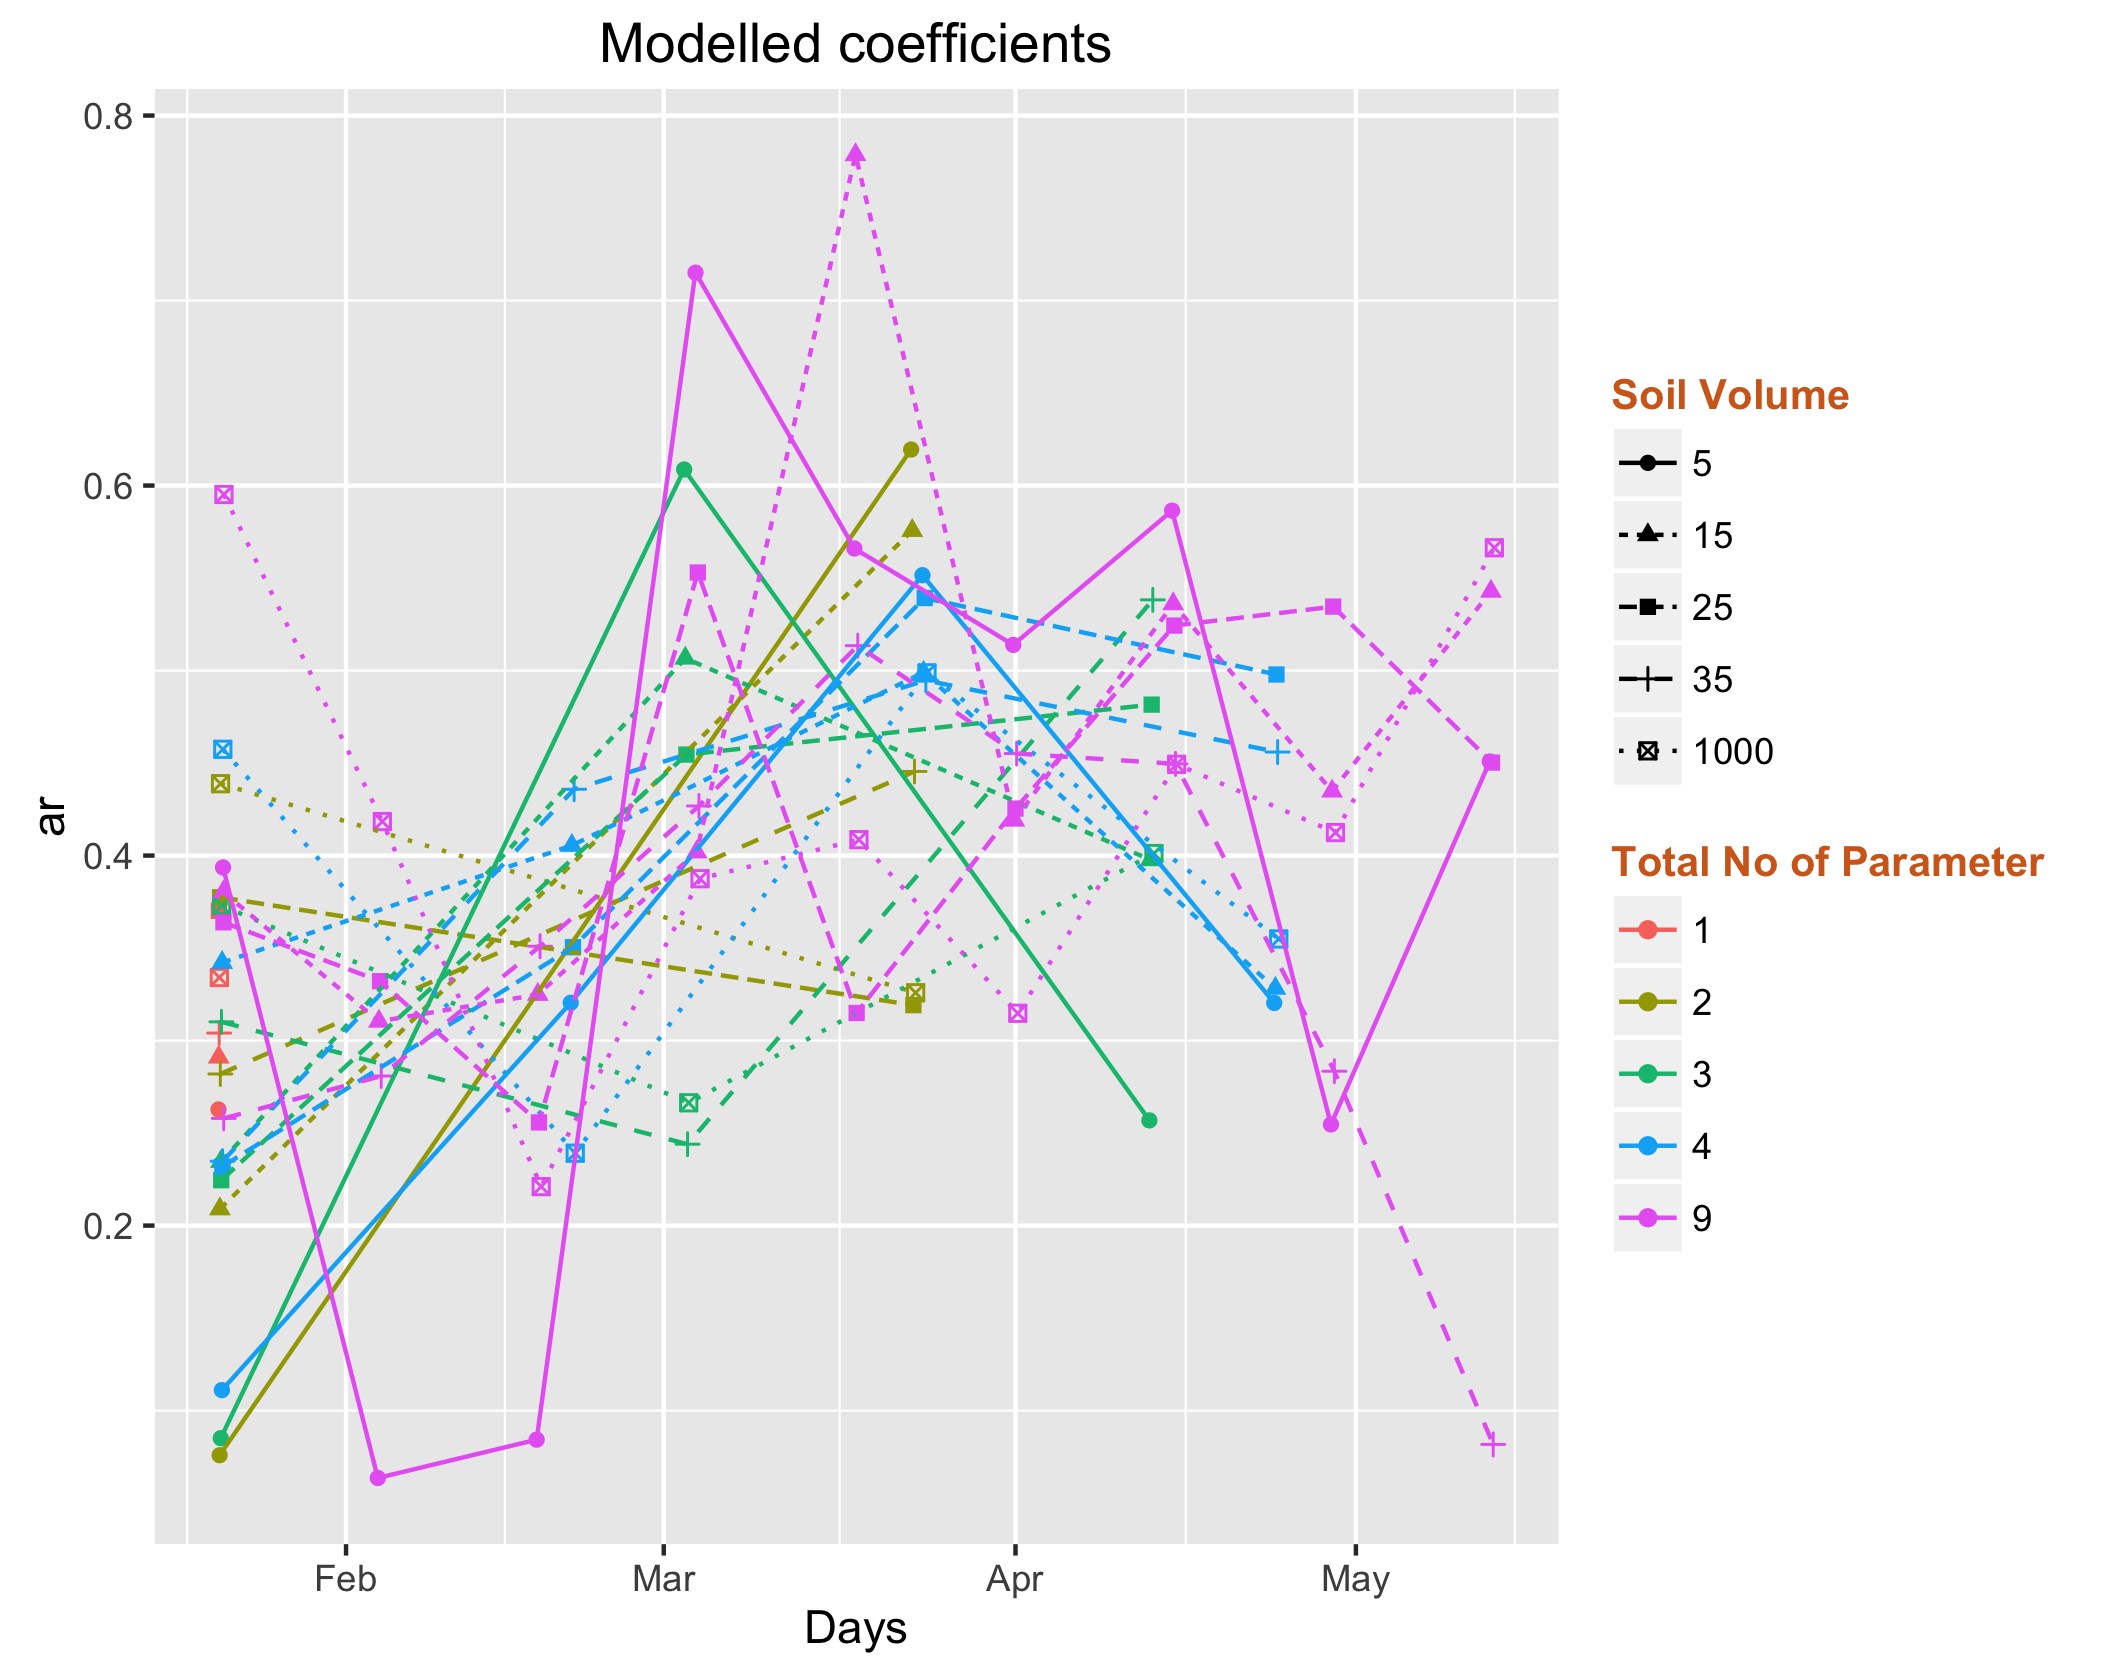 Modelled coefficients
0.8
0.6
0.4
0.2
ar
Feb Mar Apr May
Days
Soil Volume
5
15
25
35
1000
Total No of Parameter
1
2
3
4
9